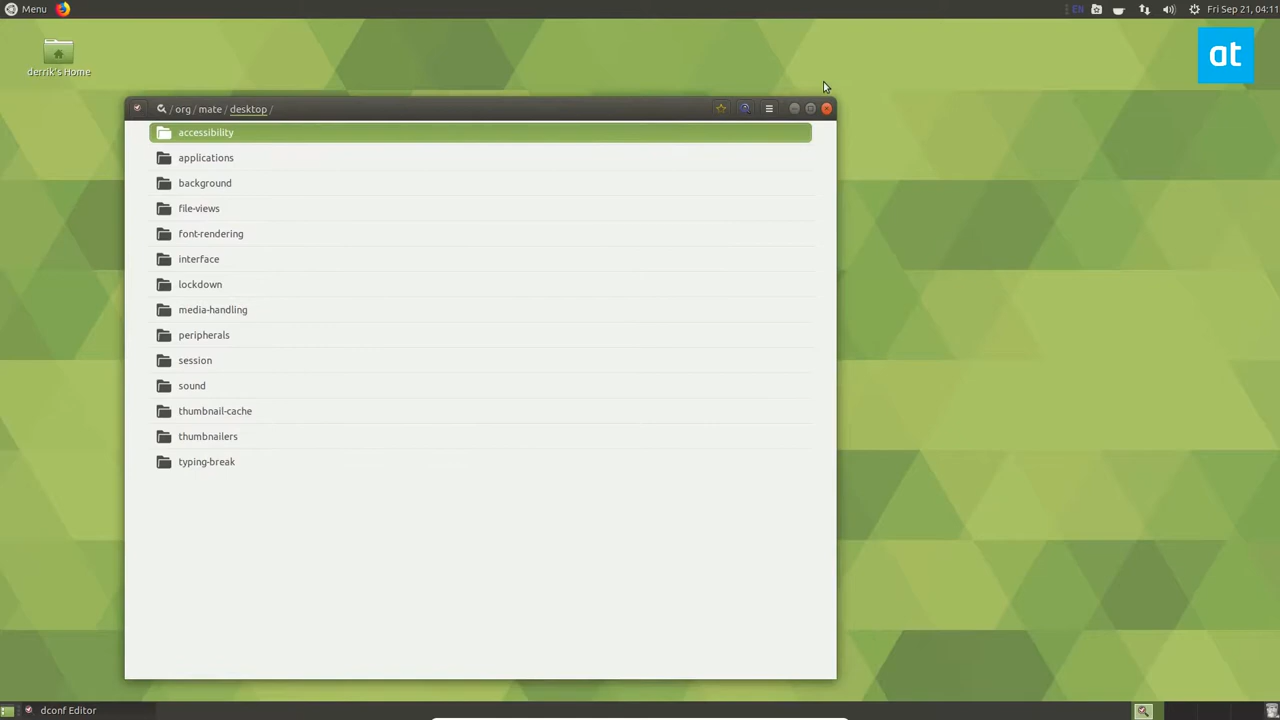 Menu
EN
Fri Sep 21, 04:11
derrik's Home
at
/ org / mate / desktop /
accessibility
applications
background
file-views
font-rendering
interface
lockdown
media-handling
peripherals
session
sound
thumbnail-cache
thumbnailers
typing-break
dconf Editor